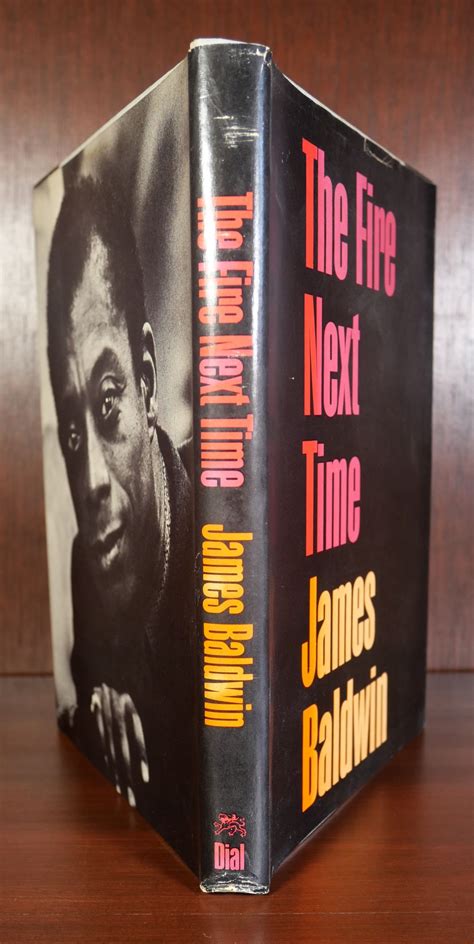 The Fire Next Time James Baldwin
Dial
The Fire
Next
Time
James
Baldwin